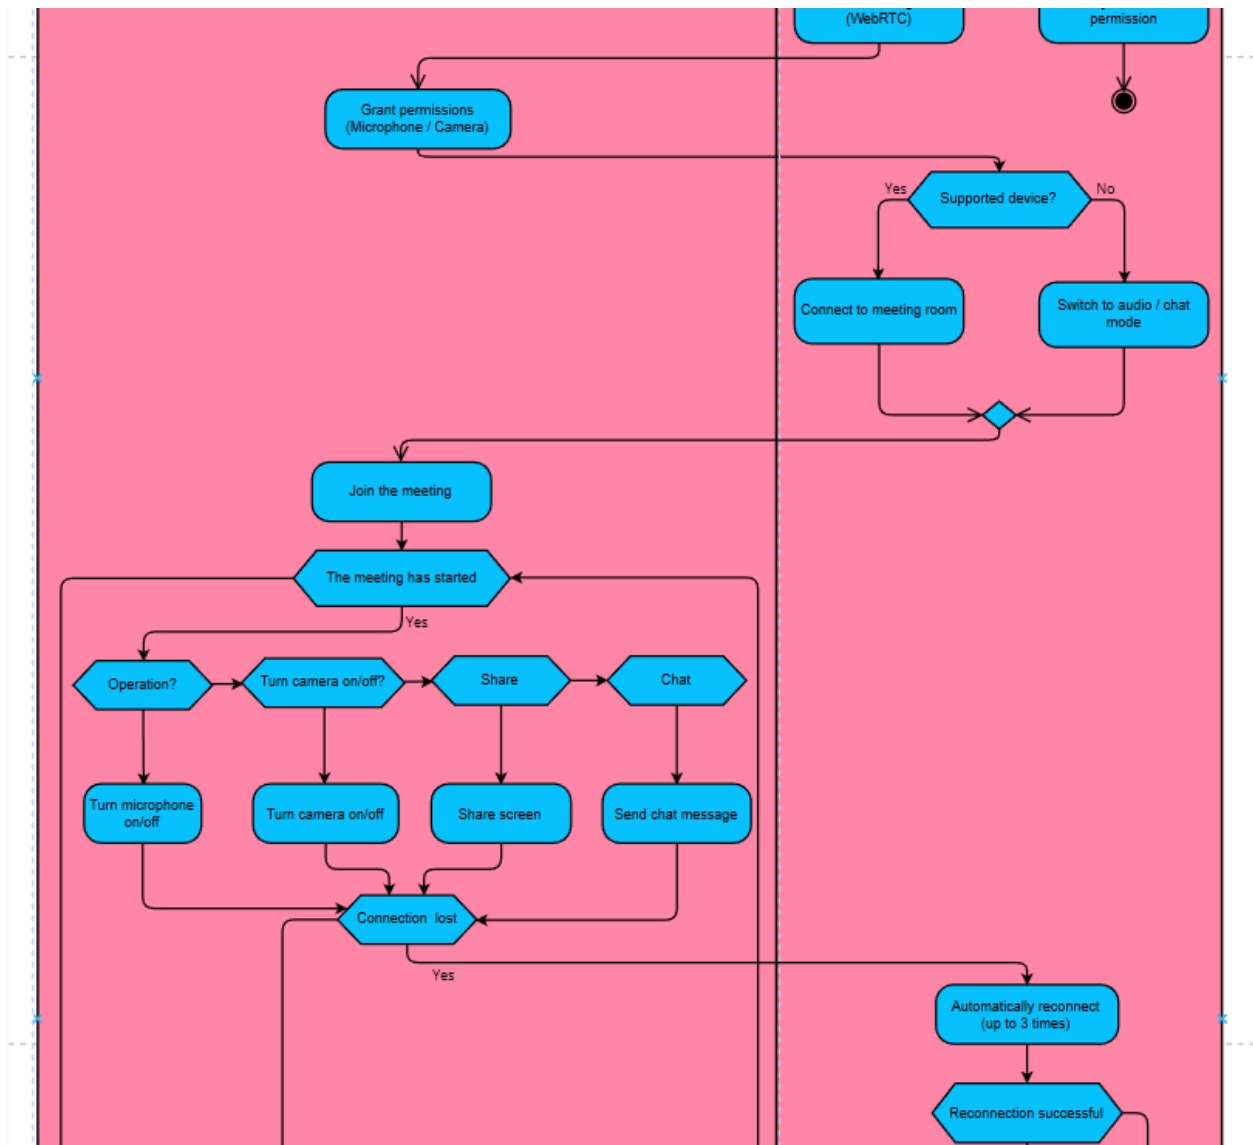 (WebRTC)
permission
Grant permissions
(Microphone / Camera)
Supported device?
Yes
No
Connect to meeting room
Switch to audio / chat
mode
Join the meeting
The meeting has started
Yes
Operation?
Turn camera on/off?
Share
Chat
Turn microphone
on/off
Turn camera on/off
Share screen
Send chat message
Connection lost
Yes
Automatically reconnect
(up to 3 times)
Reconnection successful